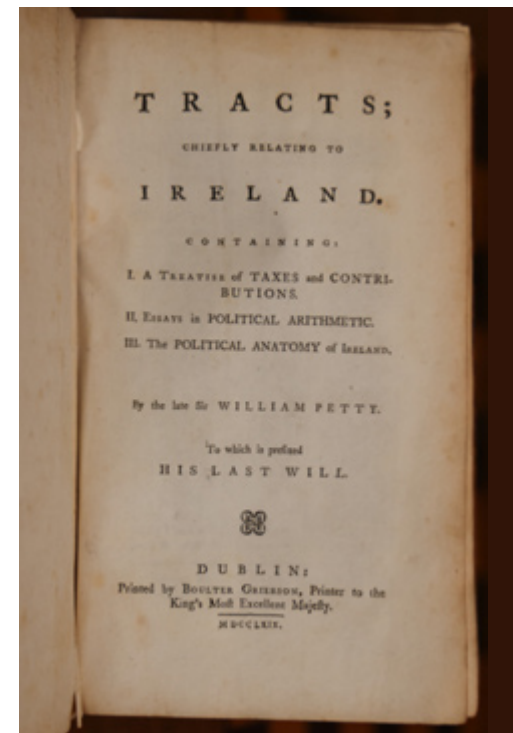 TRACTS;
CHIEFLY RELATING TO
IRELAND.
CONTAINING:
I. A TREATISE of TAXES and CONTRI-
BUTIONS.
II. ESSAYS in POLITICAL ARITHMETIC.
III. The POLITICAL ANATOMY of IRELAND.
By the late Sir WILLIAM PETTY.
To which is prefixed
HIS LAST WILL.
DUBLIN:
Printed by BOULTER GRIERSON, Printer to the
King's Moſt Excellent Majeſty.
MDCCLXIX.